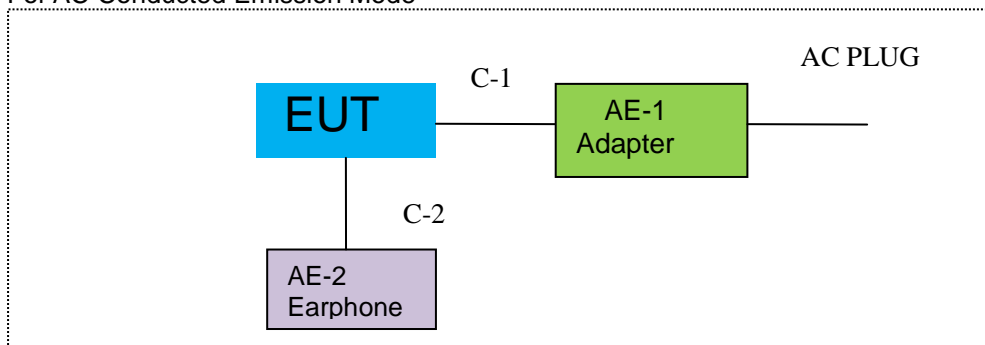 For AC Conducted Emission Mode
AC PLUG
C-1
EUT
AE-1
Adapter
C-2
AE-2
Earphone